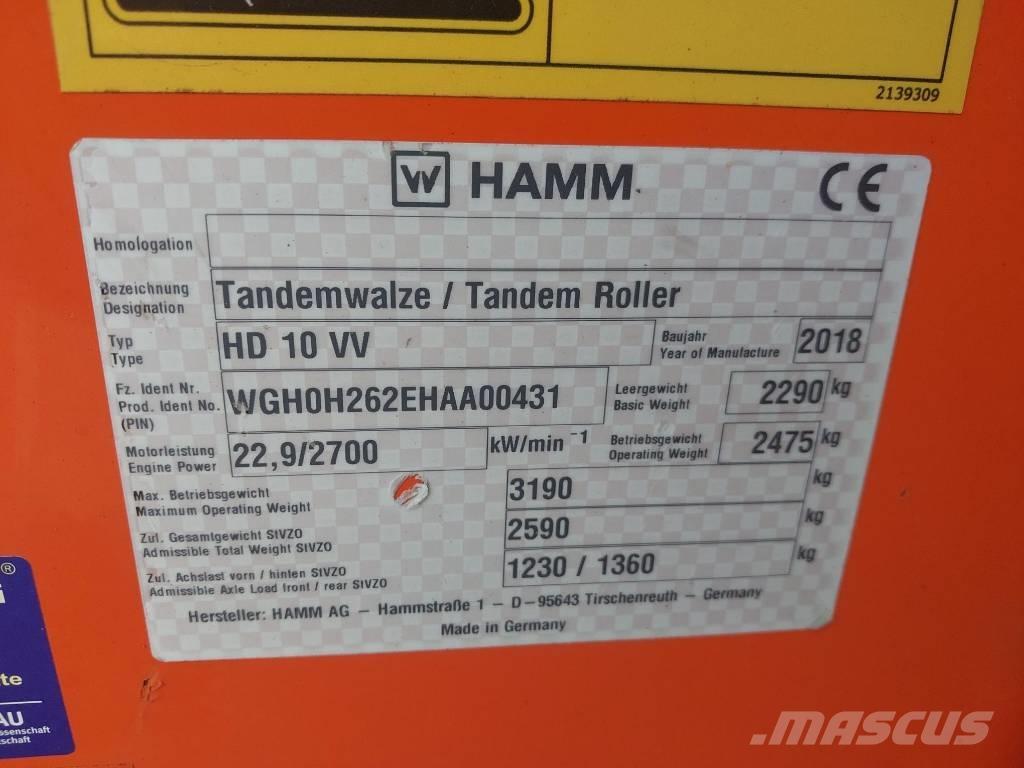 2139309
W HAMM CE
Homologation
Bezeichnung
Designation
Tandemwalze / Tandem Roller
Typ
Type
HD 10 VV
Baujahr
Year of Manufacture
2018
Fz. Ident Nr.
Prod. Ident No.
(PIN)
WGH0H262EHAA00431
Leergewicht
Basic Weight
2290 kg
Motorleistung
Engine Power
22,9/2700 kW/min -1
Betriebsgewicht
Operating Weight
2475 kg
Max. Betriebsgewicht
Maximum Operating Weight
3190 kg
Zul. Gesamtgewicht StVZO
Admissible Total Weight StVZO
2590 kg
Zul. Achslast vorn / hinten StVZO
Admissible Axle Load front / rear StVZO
1230 / 1360 kg
Hersteller: HAMM AG – Hammstraße 1 – D-95643 Tirschenreuth – Germany
Made in Germany
®
te
AU
ssenschaft
tschaft
MASCUS